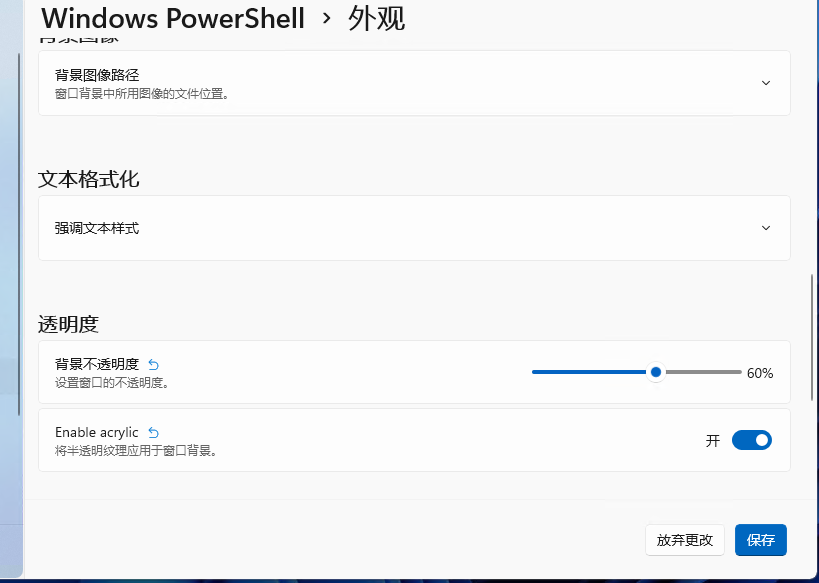 Windows PowerShell › 外观
背景图像
背景图像路径
窗口背景中所用图像的文件位置。
文本格式化
强调文本样式
透明度
背景不透明度
设置窗口的不透明度。
60%
Enable acrylic
将半透明纹理应用于窗口背景。
开
放弃更改
保存